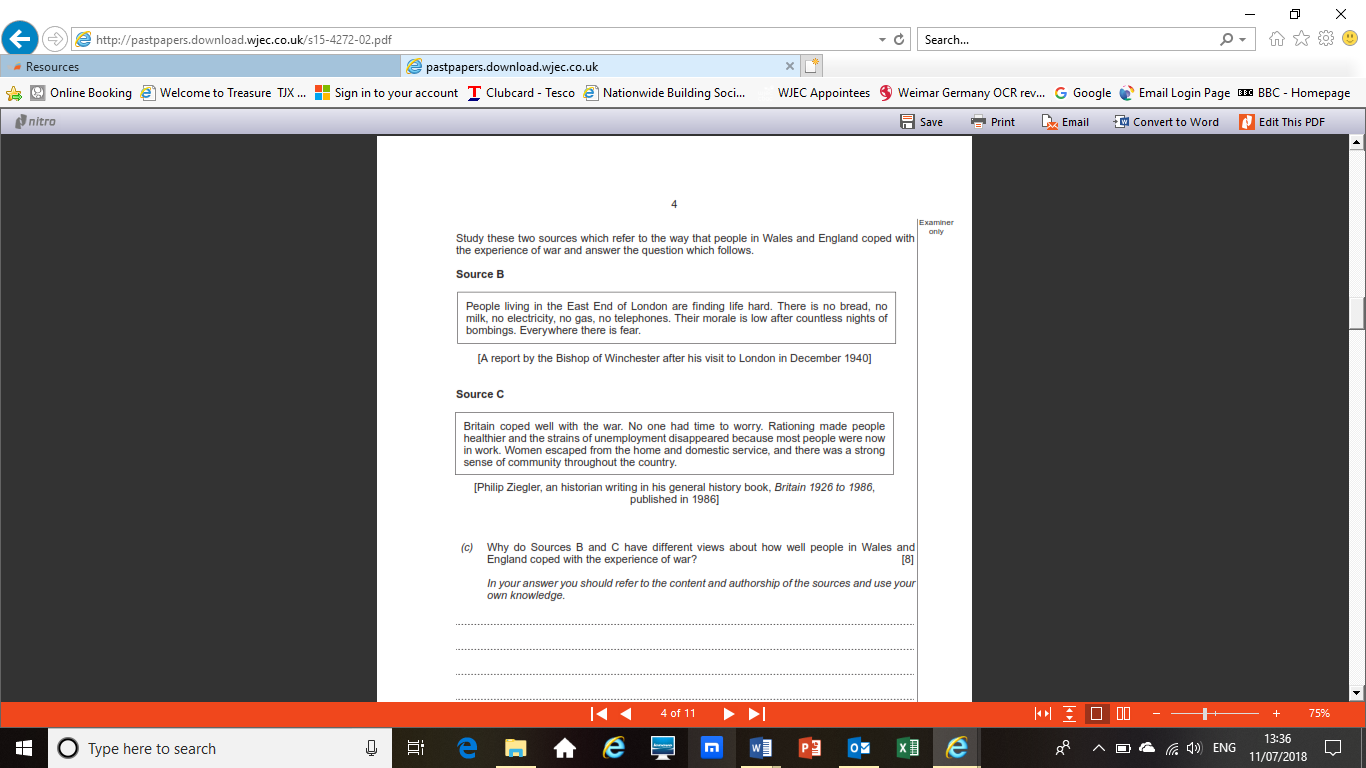 http://pastpapers.download.wjec.co.uk/s15-4272-02.pdf
Search...
Resources
pastpapers.download.wjec.co.uk
Online Booking
Welcome to Treasure TJX ...
Sign in to your account
Clubcard - Tesco
Nationwide Building Soci...
WJEC Appointees
Weimar Germany OCR rev...
Google
Email Login Page
BBC - Homepage
nitro
Save
Print
Email
Convert to Word
Edit This PDF
4
Examiner
only
Study these two sources which refer to the way that people in Wales and England coped with
the experience of war and answer the question which follows.
Source B
People living in the East End of London are finding life hard. There is no bread, no
milk, no electricity, no gas, no telephones. Their morale is low after countless nights of
bombings. Everywhere there is fear.
[A report by the Bishop of Winchester after his visit to London in December 1940]
Source C
Britain coped well with the war. No one had time to worry. Rationing made people
healthier and the strains of unemployment disappeared because most people were now
in work. Women escaped from the home and domestic service, and there was a strong
sense of community throughout the country.
[Philip Ziegler, an historian writing in his general history book, Britain 1926 to 1986,
published in 1986]
(c) Why do Sources B and C have different views about how well people in Wales and
England coped with the experience of war? [8]
In your answer you should refer to the content and authorship of the sources and use your
own knowledge.
4 of 11
75%
Type here to search
ENG
13:36
11/07/2018